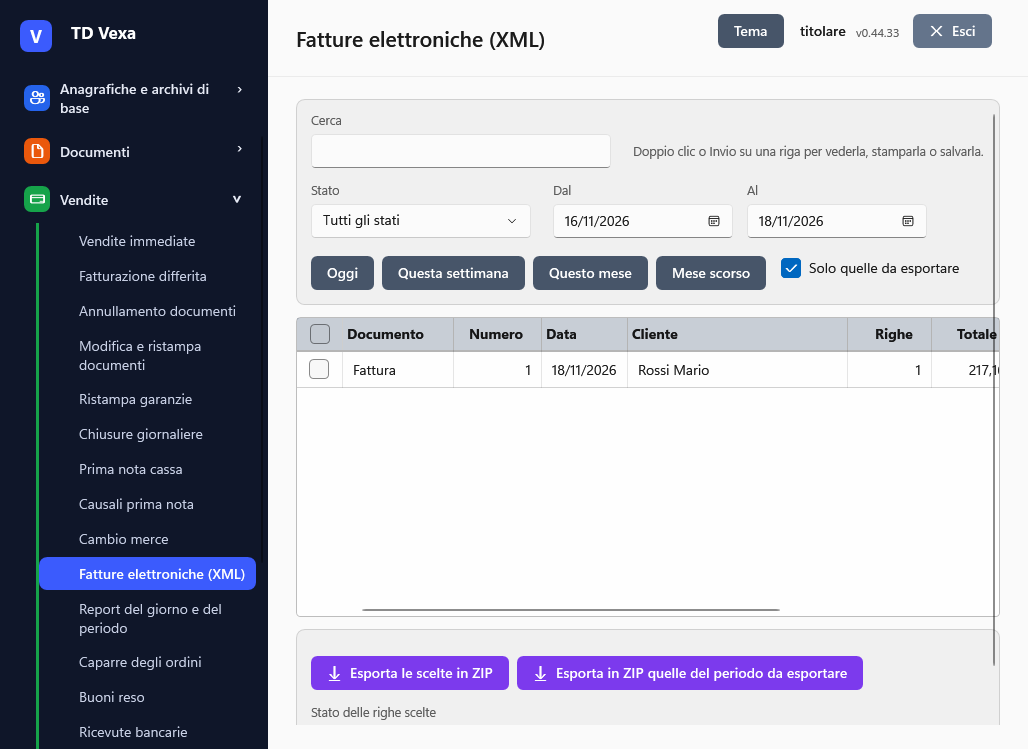 V
TD Vexa
Anagrafiche e archivi di
base
Documenti
Vendite
Vendite immediate
Fatturazione differita
Annullamento documenti
Modifica e ristampa
documenti
Ristampa garanzie
Chiusure giornaliere
Prima nota cassa
Causali prima nota
Cambio merce
Fatture elettroniche (XML)
Report del giorno e del
periodo
Caparre degli ordini
Buoni reso
Ricevute bancarie
Fatture elettroniche (XML)
Tema
titolare
v0.44.33
Esci
Cerca
Doppio clic o Invio su una riga per vederla, stamparla o salvarla.
Stato
Dal
Al
Tutti gli stati
16/11/2026
18/11/2026
Oggi
Questa settimana
Questo mese
Mese scorso
Solo quelle da esportare
Documento Numero Data Cliente Righe Totale
Fattura 1 18/11/2026 Rossi Mario 1
Esporta le scelte in ZIP
Esporta in ZIP quelle del periodo da esportare
Stato delle righe scelte